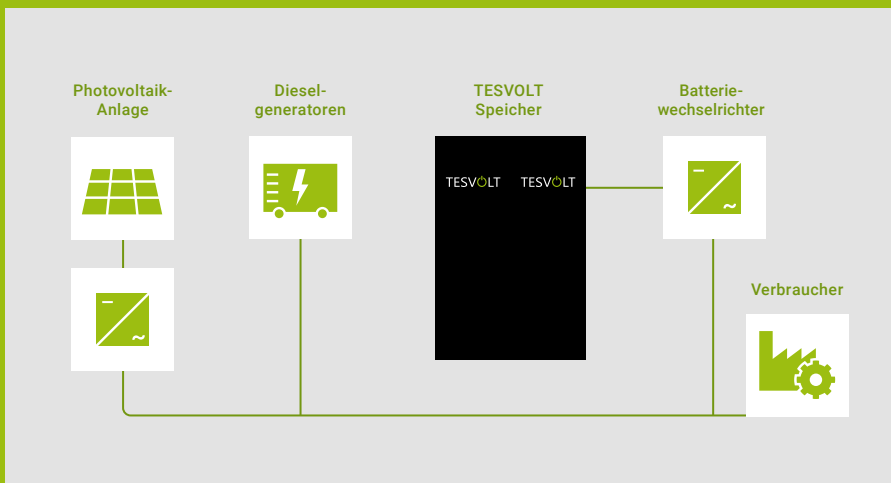 Photovoltaik-
Anlage
Diesel-
generatoren
TESVOLT
Speicher
Batterie-
wechselrichter
TESVOLT TESVOLT
Verbraucher